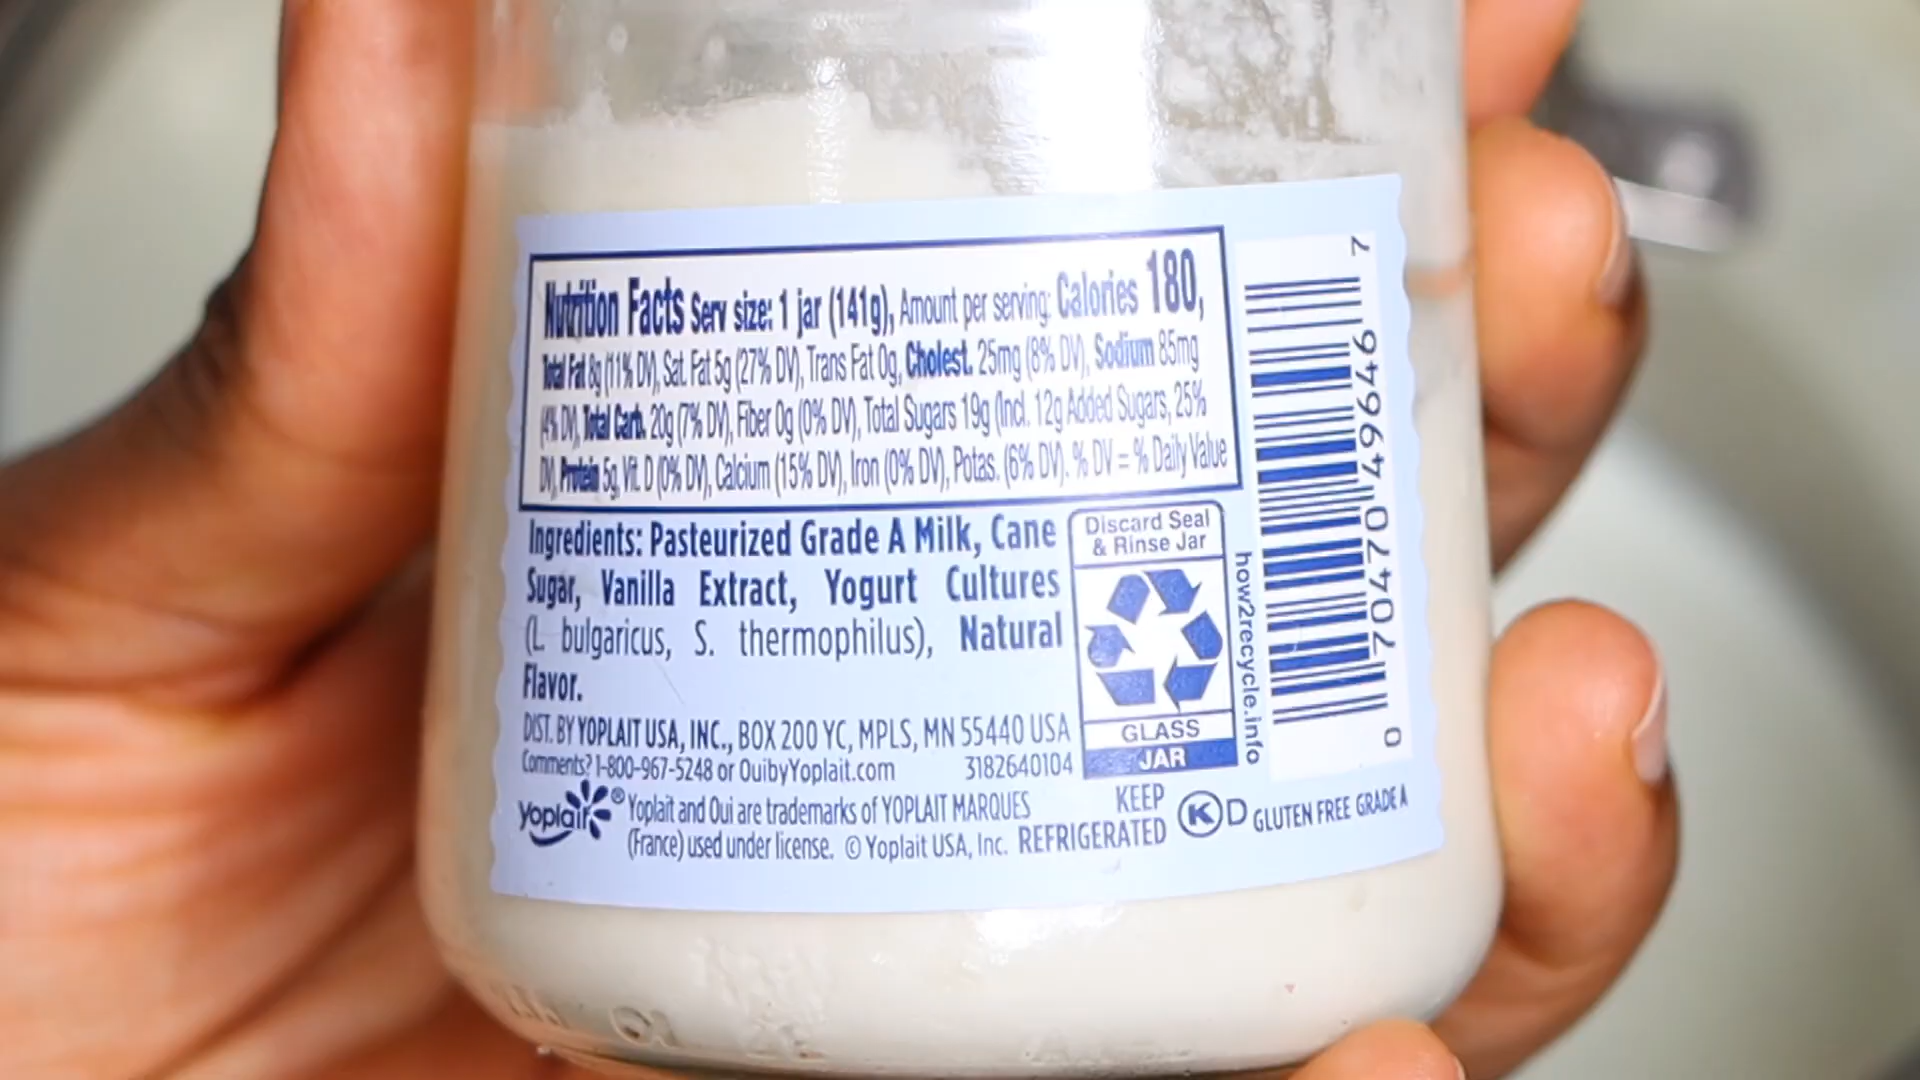 Nutrition Facts Serv size: 1 jar (141g), Amount per serving: Calories 180,
Total Fat 8g (11% DV), Sat. Fat 5g (27% DV), Trans Fat 0g, Cholest. 25mg (8% DV), Sodium 85mg
(4% DV), Total Carb. 20g (7% DV), Fiber 0g (0% DV), Total Sugars 19g (Incl. 12g Added Sugars, 25%
DV), Protein 5g, Vit. D (0% DV), Calcium (15% DV), Iron (0% DV), Potas. (6% DV). % DV = % Daily Value
Ingredients: Pasteurized Grade A Milk, Cane
Sugar, Vanilla Extract, Yogurt Cultures
(L. bulgaricus, S. thermophilus), Natural
Flavor.
DIST. BY YOPLAIT USA, INC., BOX 200 YC, MPLS, MN 55440 USA
Comments? 1-800-967-5248 or OuibyYoplait.com 3182640104
Yoplait® Yoplait and Oui are trademarks of YOPLAIT MARQUES
(France) used under license. © Yoplait USA, Inc.
KEEP
REFRIGERATED
K D GLUTEN FREE GRADE A
Discard Seal
& Rinse Jar
GLASS
JAR
how2recycle.info
0 70470 49649 7